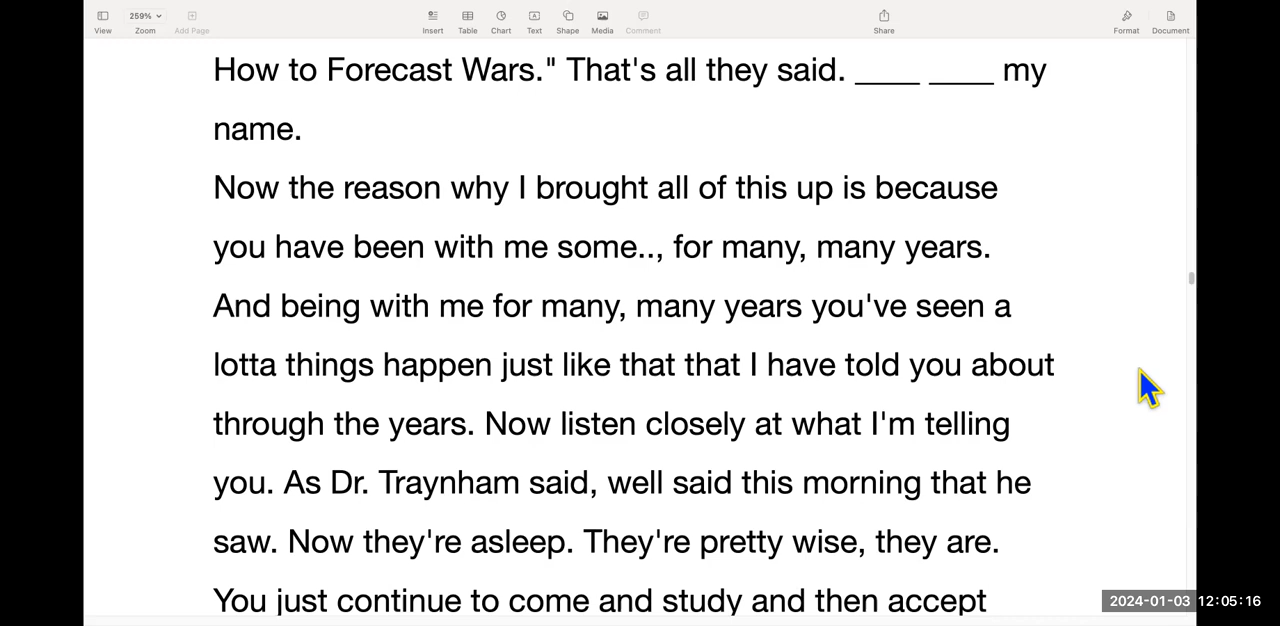 259%
View Zoom Add Page Insert Table Chart Text Shape Media Comment Share Format Document
How to Forecast Wars." That's all they said. ____ ____ my
name.
Now the reason why I brought all of this up is because
you have been with me some.., for many, many years.
And being with me for many, many years you've seen a
lotta things happen just like that that I have told you about
through the years. Now listen closely at what I'm telling
you. As Dr. Traynham said, well said this morning that he
saw. Now they're asleep. They're pretty wise, they are.
You just continue to come and study and then accept
2024-01-03 12:05:16